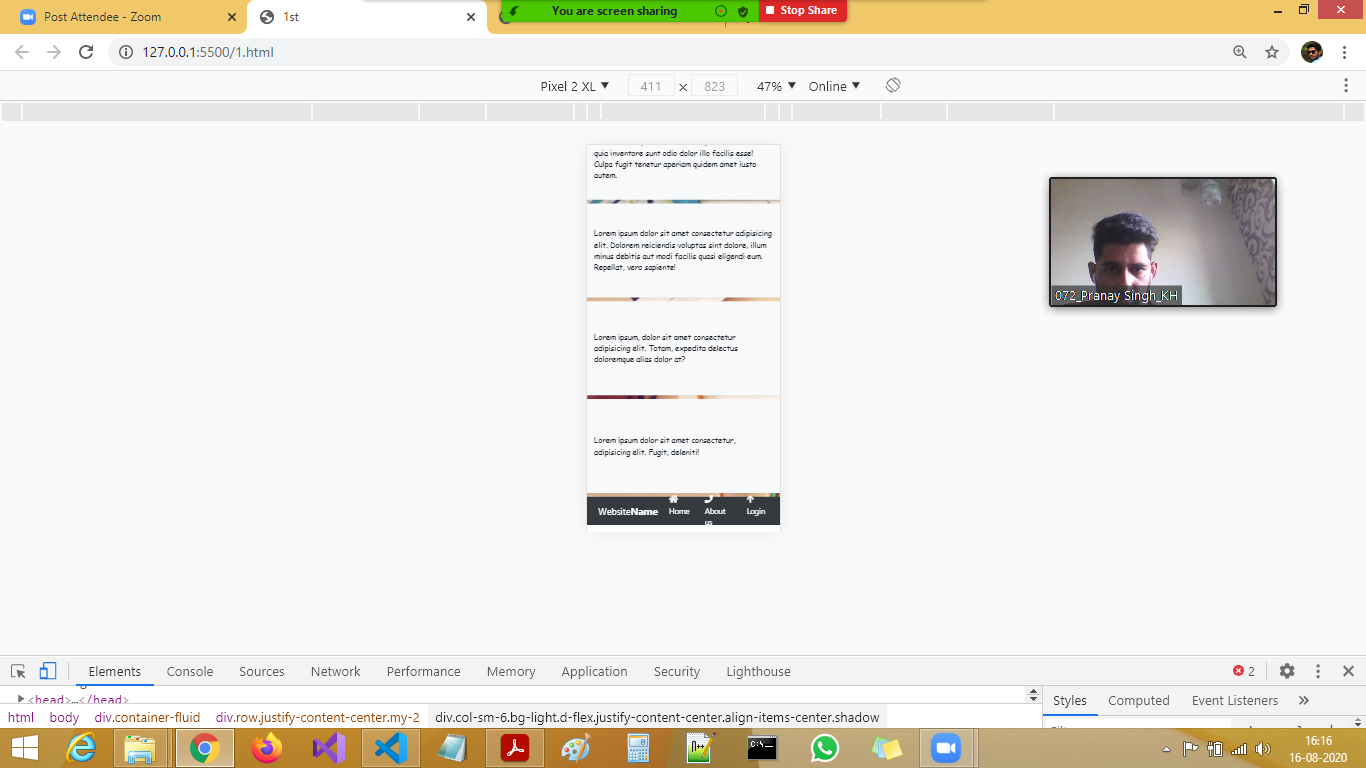 Post Attendee - Zoom
1st
You are screen sharing
Stop Share
127.0.0.1:5500/1.html
Pixel 2 XL
411 × 823
47%
Online
quia inventore sunt odio dolor illo facilis esse!
Culpa fugit tenetur aperiam quidem amet iusto
autem.
Lorem ipsum dolor sit amet consectetur adipisicing
elit. Dolorem reiciendis voluptas sint dolore, illum
minus debitis aut modi facilis quasi eligendi eum.
Repellat, vero sapiente!
Lorem ipsum, dolor sit amet consectetur
adipisicing elit. Totam, expedita delectus
doloremque alias dolor at?
Lorem ipsum dolor sit amet consectetur,
adipisicing elit. Fugit, deleniti!
WebsiteName
Home
About
us
Login
072_Pranay Singh_KH
Elements Console Sources Network Performance Memory Application Security Lighthouse
2
<head>…</head>
html body div.container-fluid div.row.justify-content-center.my-2 div.col-sm-6.bg-light.d-flex.justify-content-center.align-items-center.shadow
Styles Computed Event Listeners »
16:16
16-08-2020